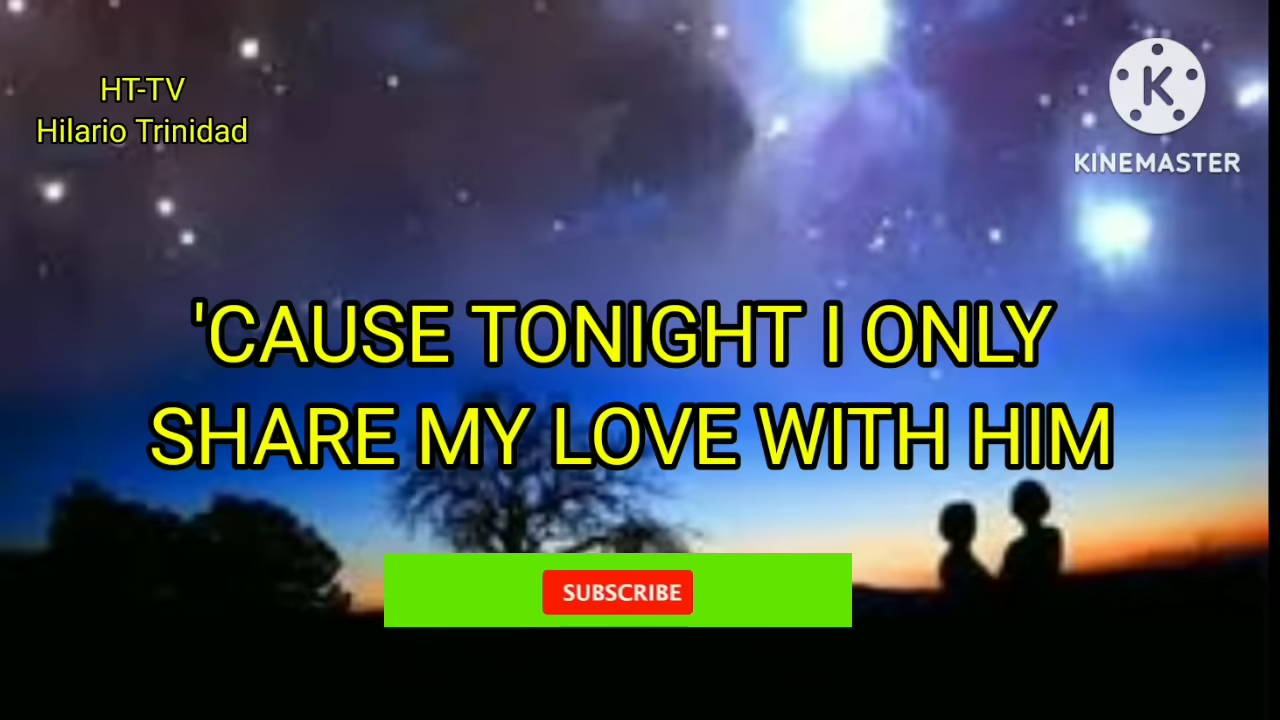 HT-TV
Hilario Trinidad
K
KINEMASTER
'CAUSE TONIGHT I ONLY
SHARE MY LOVE WITH HIM
SUBSCRIBE